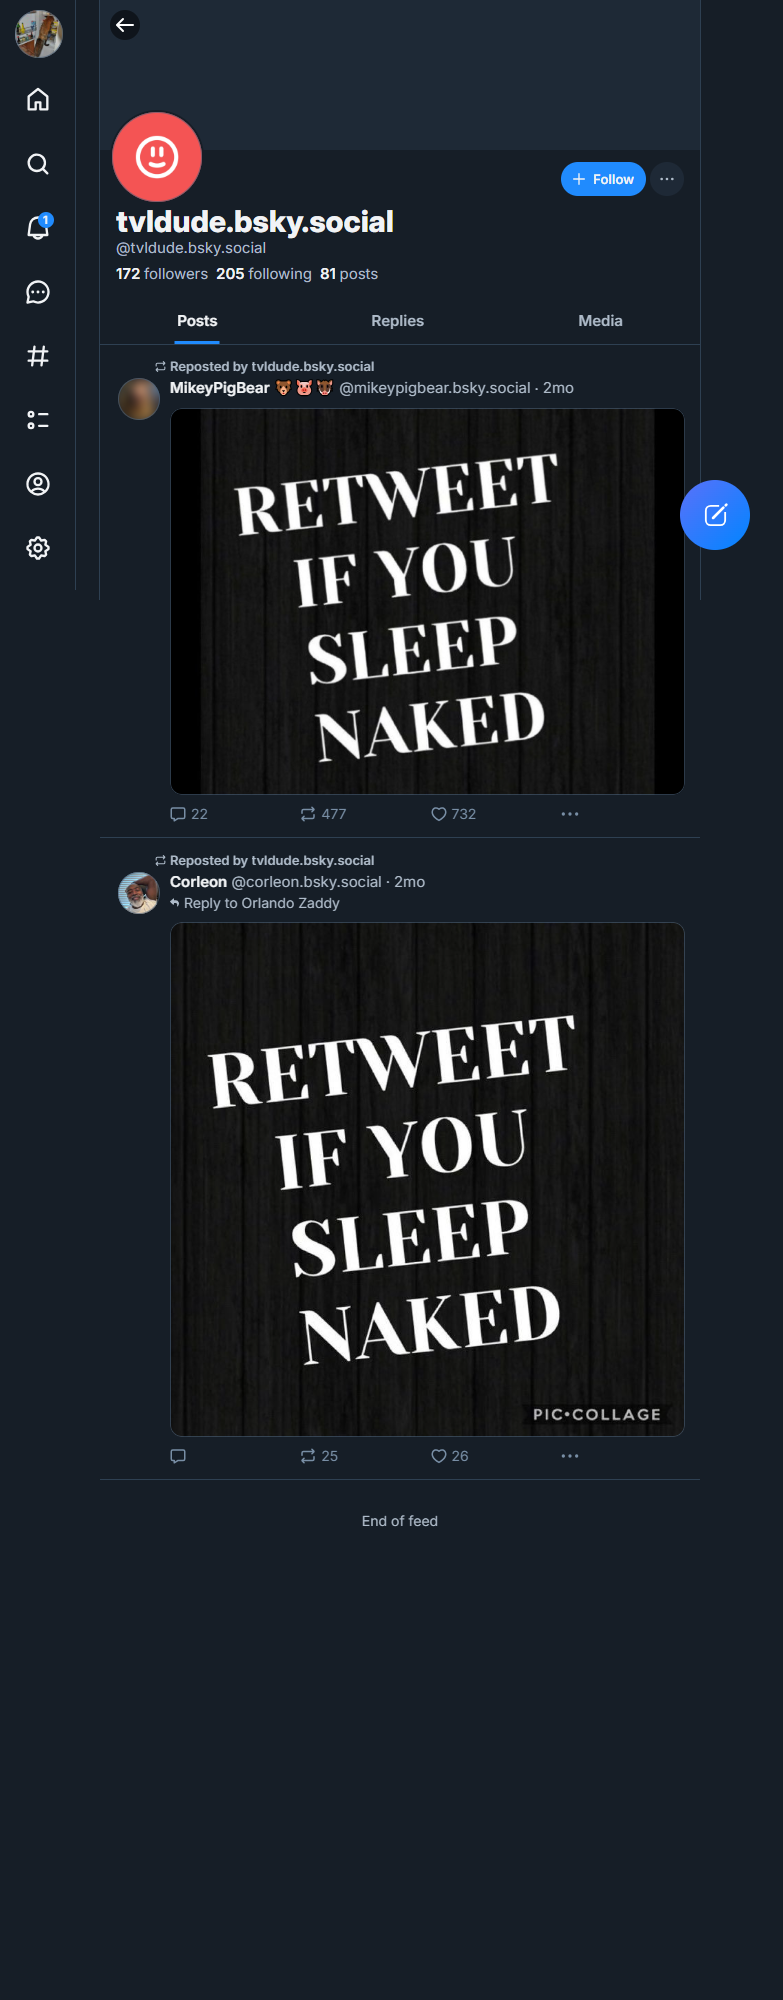 1
+ Follow
tvldude.bsky.social
@tvldude.bsky.social
172 followers 205 following 81 posts
Posts Replies Media
Reposted by tvldude.bsky.social
MikeyPigBear 🐻🐷🐮 @mikeypigbear.bsky.social · 2mo
RETWEET
IF YOU
SLEEP
NAKED
22 477 732
Reposted by tvldude.bsky.social
Corleon @corleon.bsky.social · 2mo
Reply to Orlando Zaddy
RETWEET
IF YOU
SLEEP
NAKED
PIC•COLLAGE
25 26
End of feed